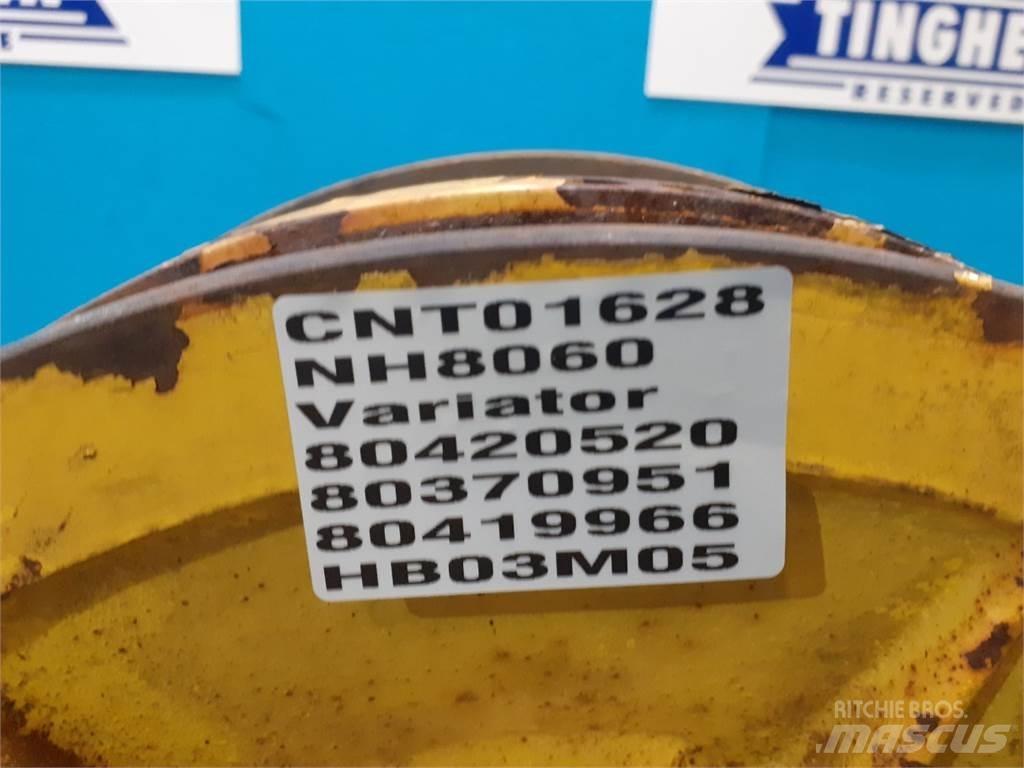 TINGHE
RESERVED
CNT01628
NH8060
Variator
80420520
80370951
80419966
HB03M05
RITCHIE BROS.
MASCUS